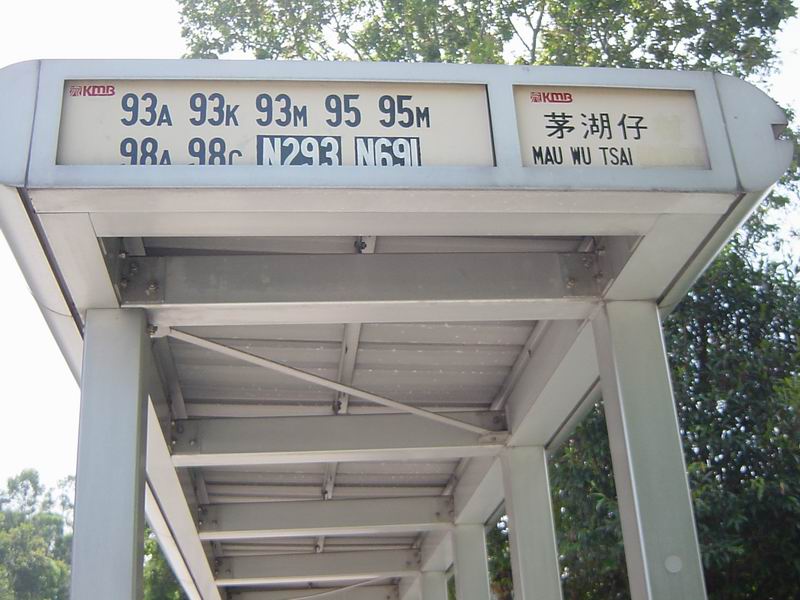 KMB
93A 93K 93M 95 95M
98A 98C N293 N691
KMB
茅湖仔
MAU WU TSAI